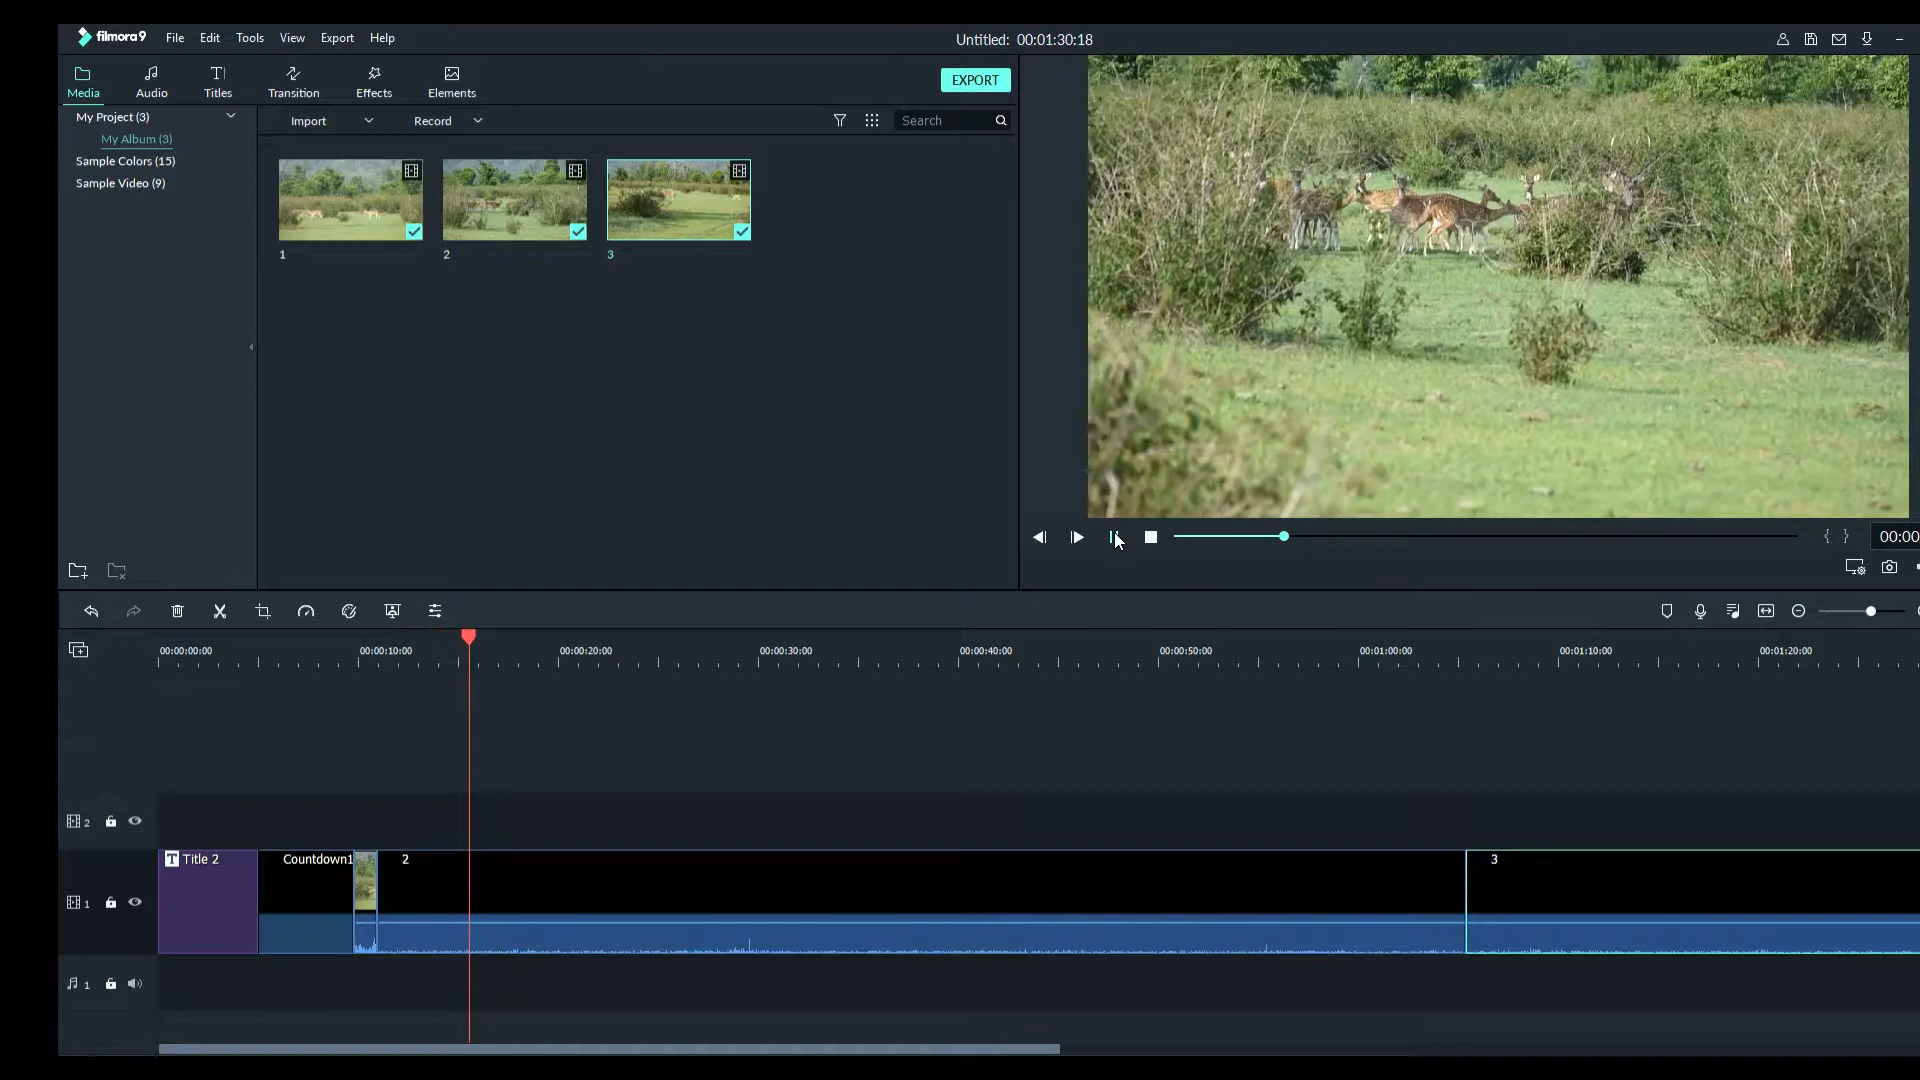 filmora9 File Edit Tools View Export Help
Untitled: 00:01:30:18
Media Audio Titles Transition Effects Elements
EXPORT
My Project (3)
Import Record Search
My Album (3)
Sample Colors (15)
Sample Video (9)
1 2 3
{ } 00:00
00:00:00:00 00:00:10:00 00:00:20:00 00:00:30:00 00:00:40:00 00:00:50:00 00:01:00:00 00:01:10:00 00:01:20:00
2
T Title 2 Countdown1 2 3
1
1